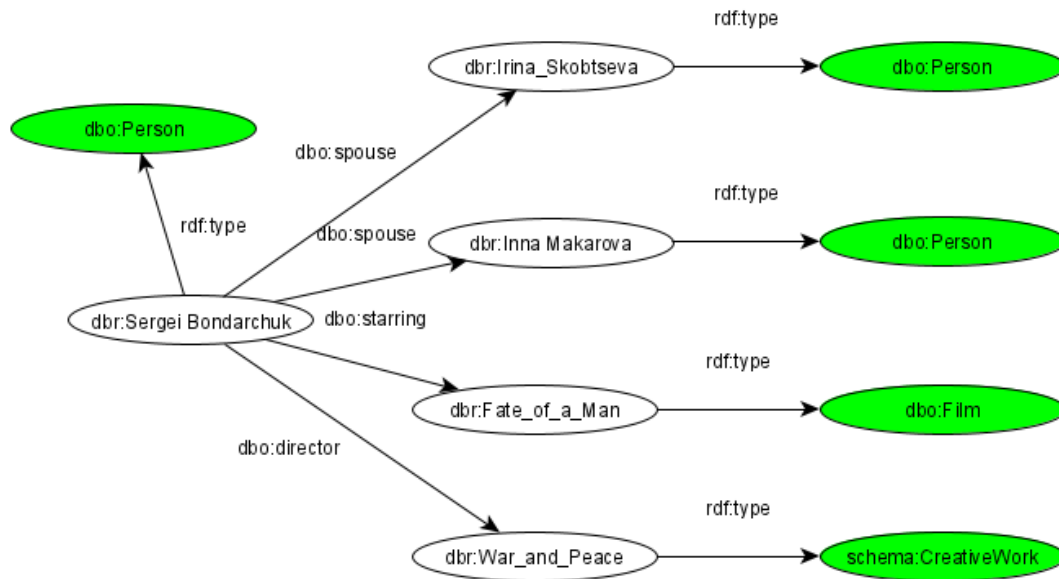 rdf:type
dbr:Irina_Skobtseva
dbo:Person
dbo:Person
dbo:spouse
rdf:type
rdf:type
dbo:spouse
dbr:Inna Makarova
dbo:Person
dbr:Sergei Bondarchuk
dbo:starring
rdf:type
dbr:Fate_of_a_Man
dbo:Film
dbo:director
rdf:type
dbr:War_and_Peace
schema:CreativeWork